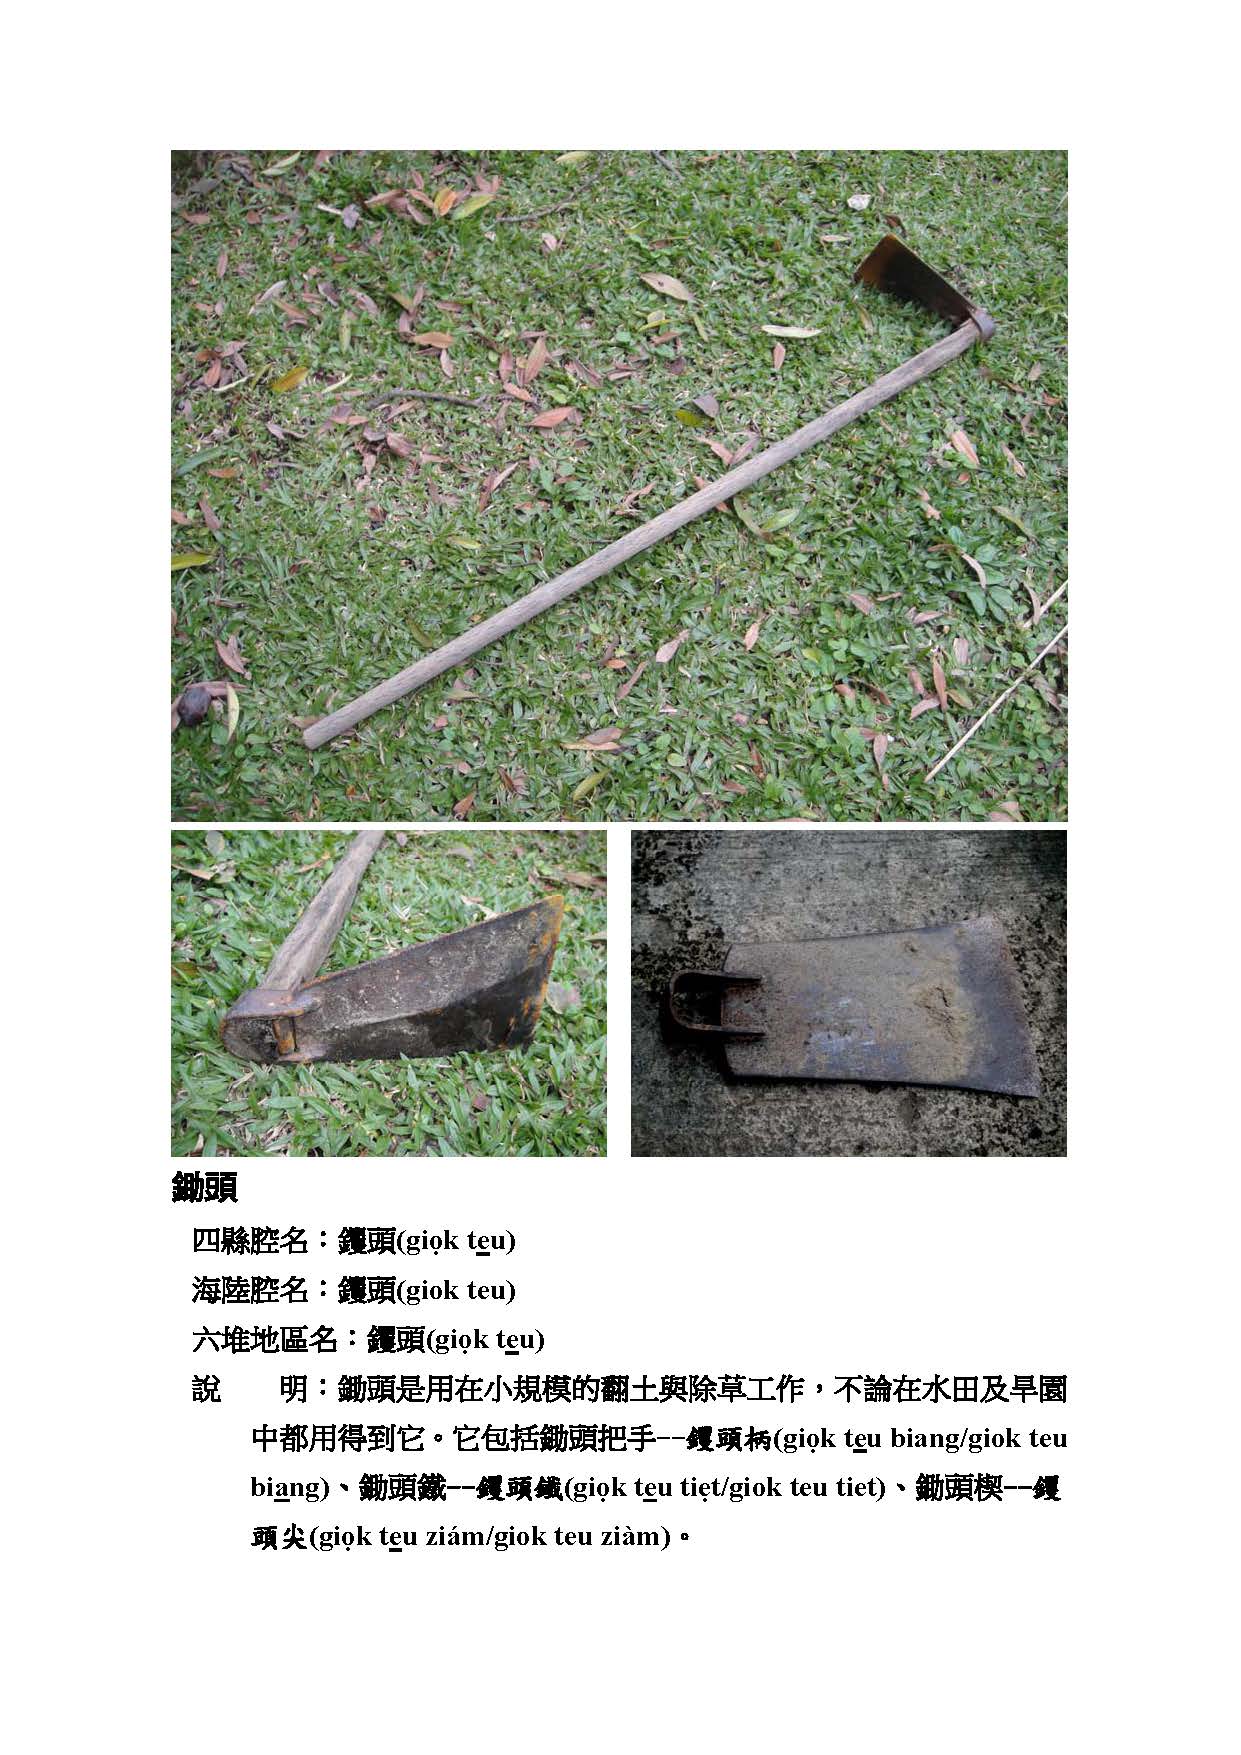 鋤頭
四縣腔名：钁頭(giọk te̲u)
海陸腔名：钁頭(giok teu)
六堆地區名：钁頭(giọk te̲u)
說　　明：鋤頭是用在小規模的翻土與除草工作，不論在水田及旱園
中都用得到它。它包括鋤頭把手--钁頭柄(giọk te̲u biang/giok teu
bia̲ng)、鋤頭鐵--钁頭鐵(giọk te̲u tiẹt/giok teu tiet)、鋤頭楔--钁
頭尖(giọk te̲u ziám/giok teu ziàm)。